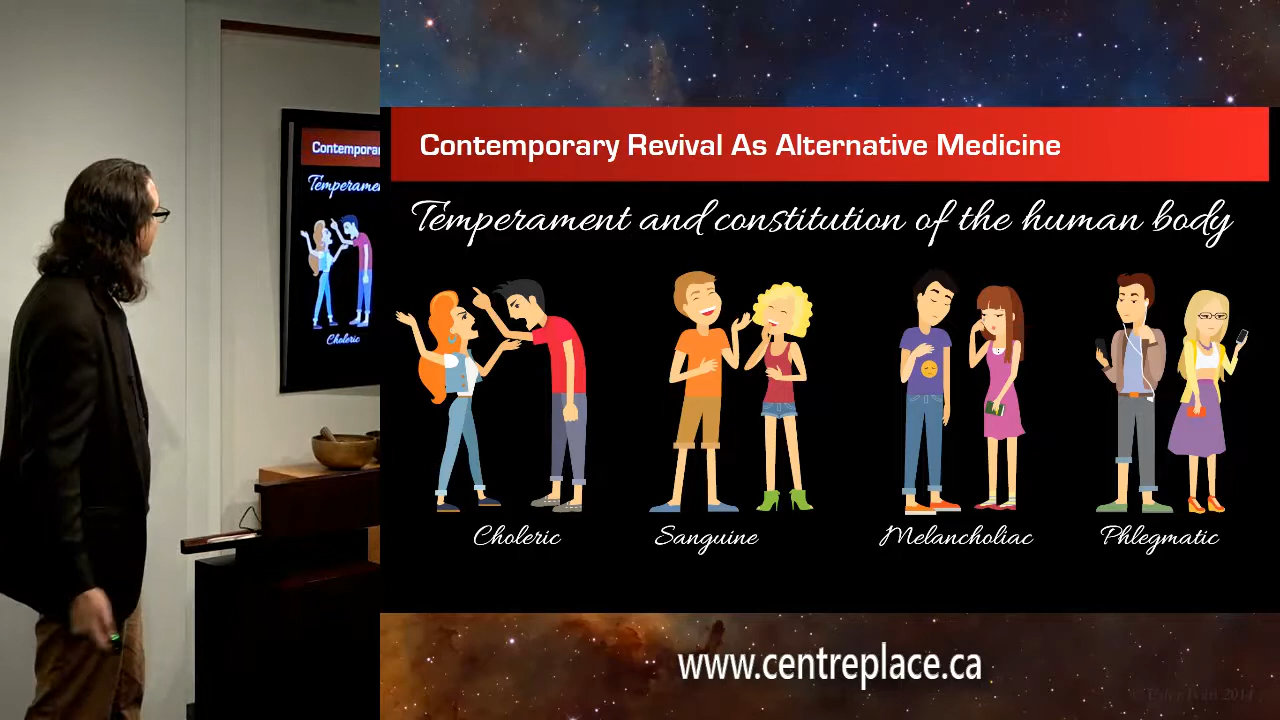 Contemporary Revival As Alternative Medicine
Temperament and constitution of the human body
Choleric
Sanguine
Melancholiac
Phlegmatic
www.centreplace.ca
Contempora
Tempérame
Choleric